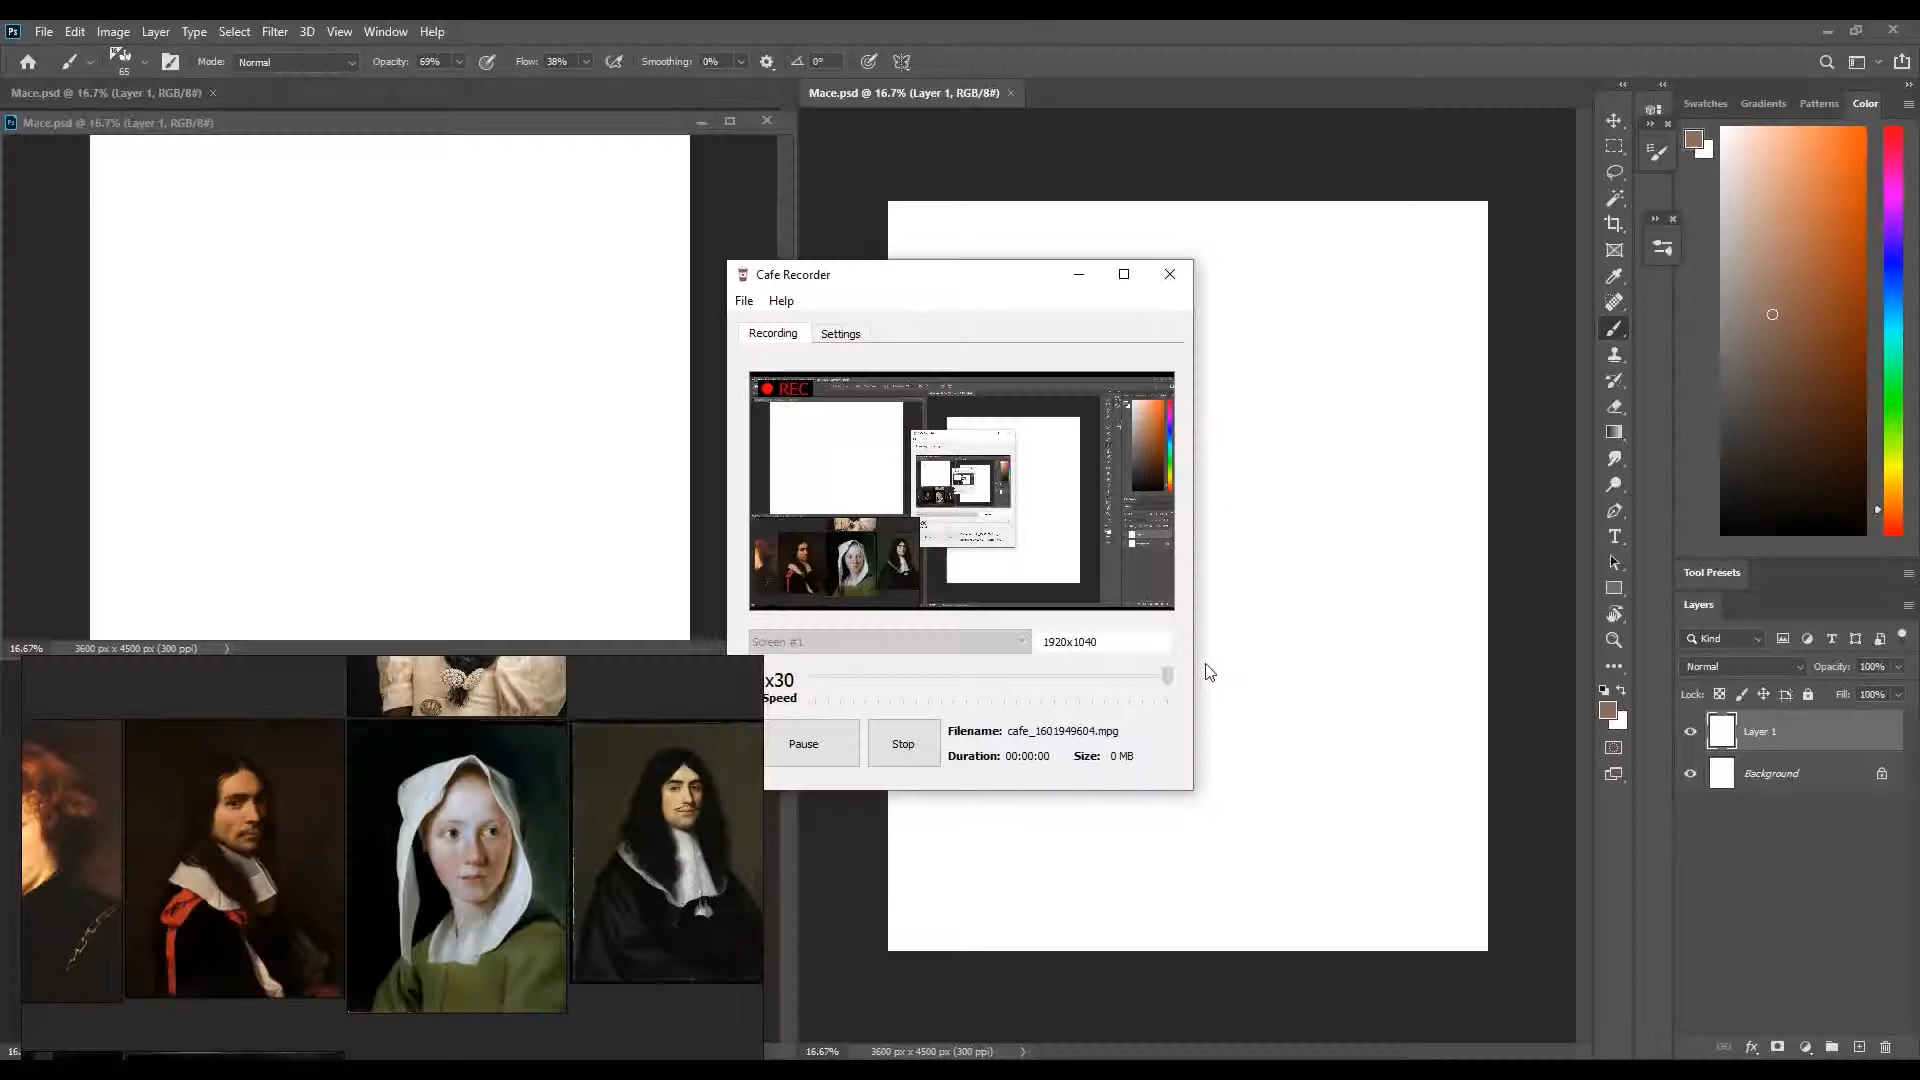 Ps File Edit Image Layer Type Select Filter 3D View Window Help
65 Mode: Normal Opacity: 69% Flow: 38% Smoothing: 0% 0°
Mace.psd @ 16.7% (Layer 1, RGB/8#) ×
Mace.psd @ 16.7% (Layer 1, RGB/8#) ×
Ps Mace.psd @ 16.7% (Layer 1, RGB/8#)
Swatches Gradients Patterns Color
Cafe Recorder
File Help
Recording Settings
REC
Screen #1 1920x1040
x30
Speed
Pause Stop
Filename: cafe_1601949604.mpg
Duration: 00:00:00 Size: 0 MB
16.67% 3600 px x 4500 px (300 ppi)
16.
16.67% 3600 px x 4500 px (300 ppi)
Tool Presets
Layers
Kind
Normal Opacity: 100%
Lock: Fill: 100%
Layer 1
Background